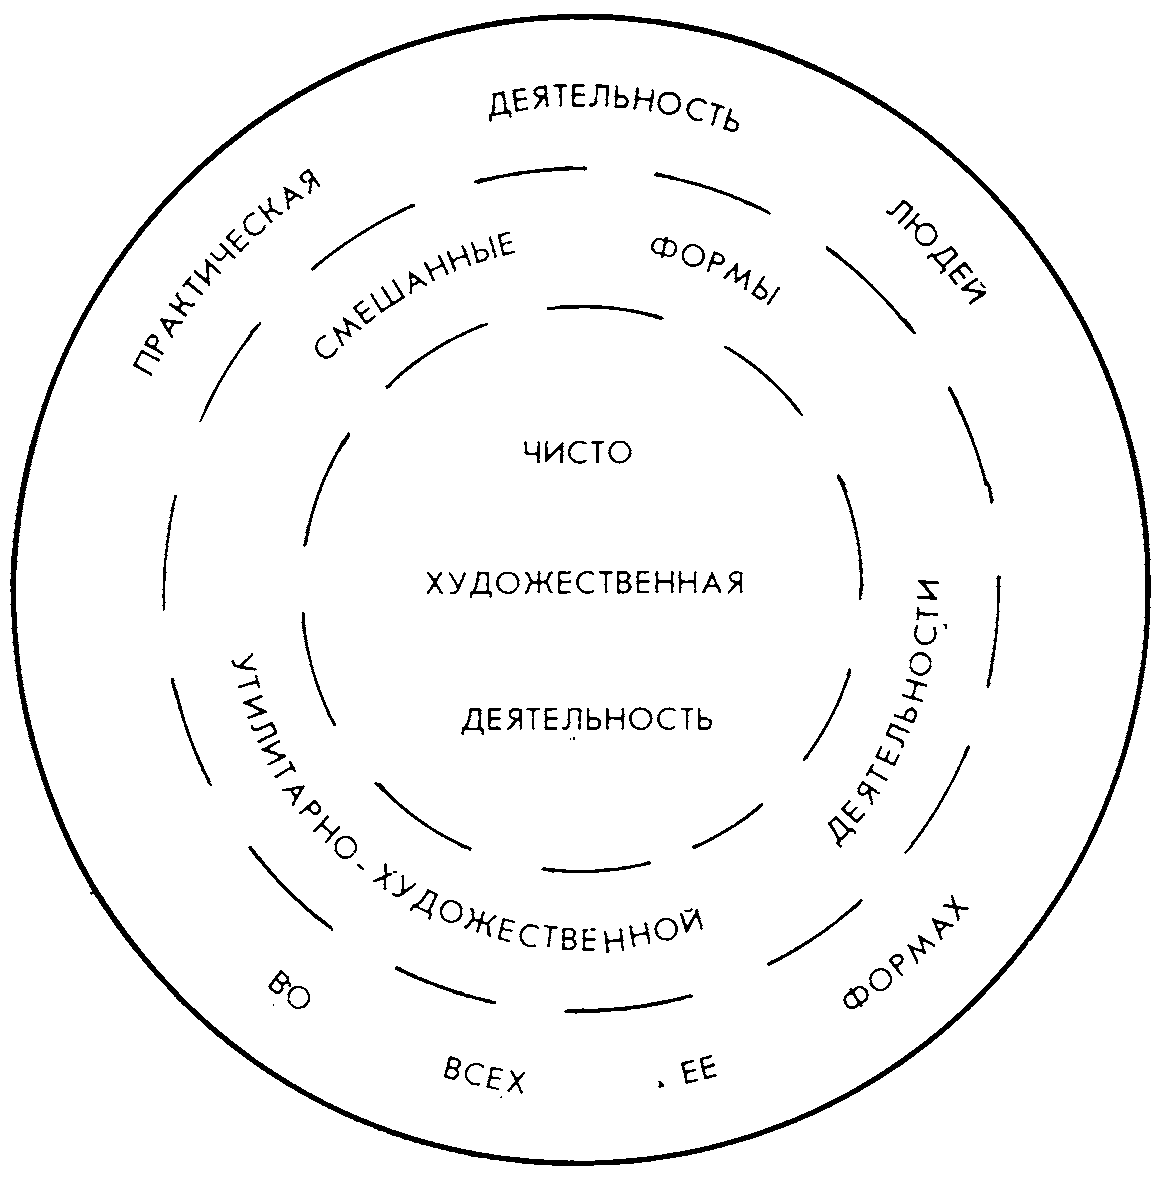 ПРАКТИЧЕСКАЯ ДЕЯТЕЛЬНОСТЬ ЛЮДЕЙ
ВО ВСЕХ ЕЕ ФОРМАХ
СМЕШАННЫЕ ФОРМЫ
УТИЛИТАРНО-ХУДОЖЕСТВЕННОЙ ДЕЯТЕЛЬНОСТИ
ЧИСТО
ХУДОЖЕСТВЕННАЯ
ДЕЯТЕЛЬНОСТЬ